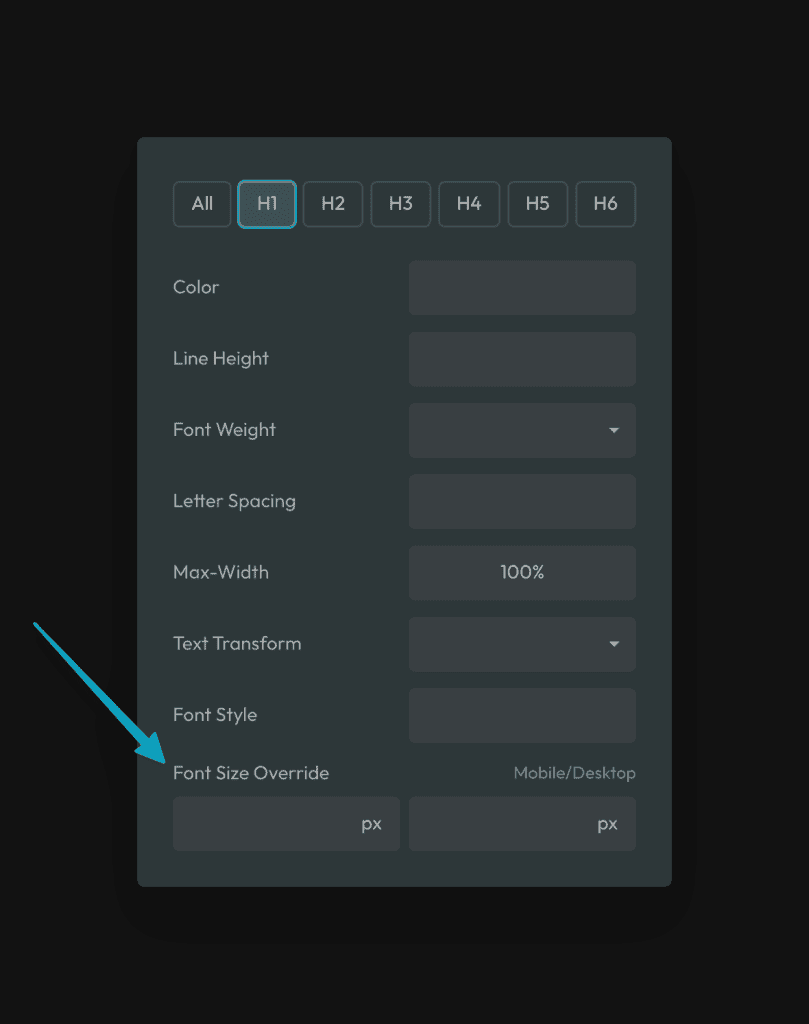 All H1 H2 H3 H4 H5 H6
Color
Line Height
Font Weight
Letter Spacing
Max-Width 100%
Text Transform
Font Style
Font Size Override Mobile/Desktop
px px